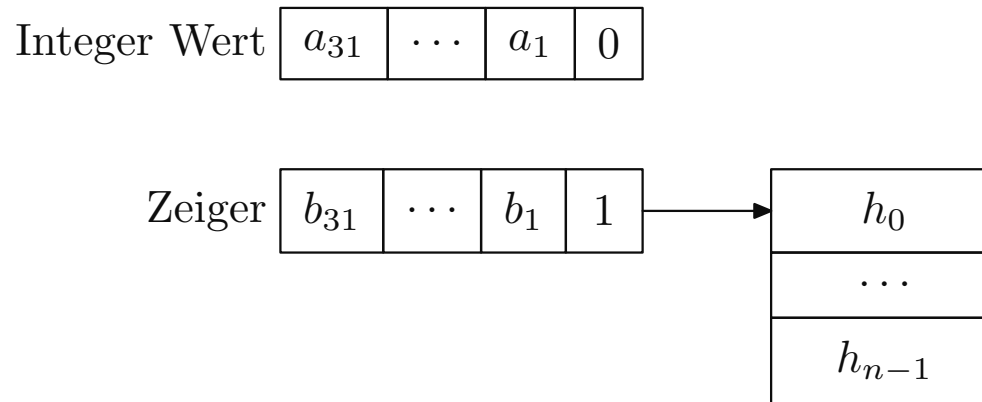 Integer Wert a₃₁ ⋯ a₁ 0
Zeiger b₃₁ ⋯ b₁ 1 h₀
⋯
hₙ₋₁